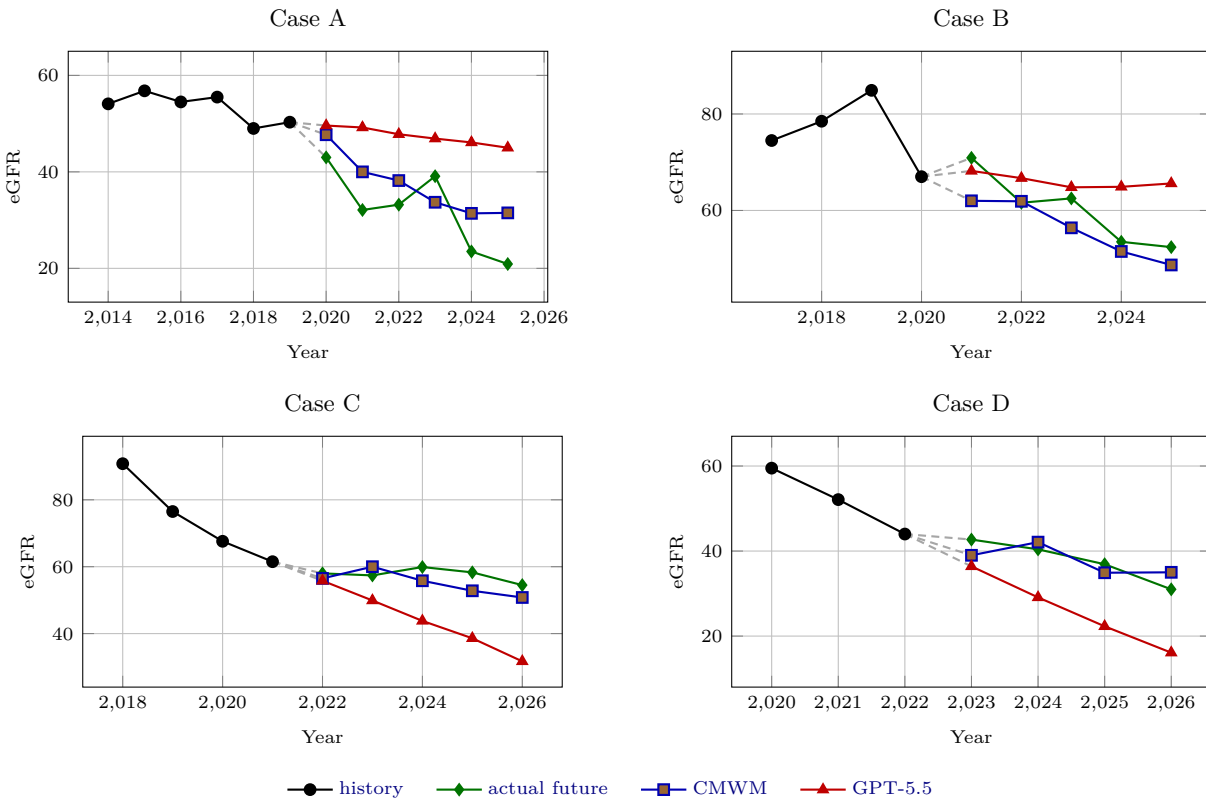 Case A
Case B
60
40
20
2,014 2,016 2,018 2,020 2,022 2,024 2,026
eGFR
Year
80
60
2,018 2,020 2,022 2,024
eGFR
Year
Case C
Case D
80
60
40
2,018 2,020 2,022 2,024 2,026
eGFR
Year
60
40
20
2,020 2,021 2,022 2,023 2,024 2,025 2,026
eGFR
Year
history actual future CMWM GPT-5.5